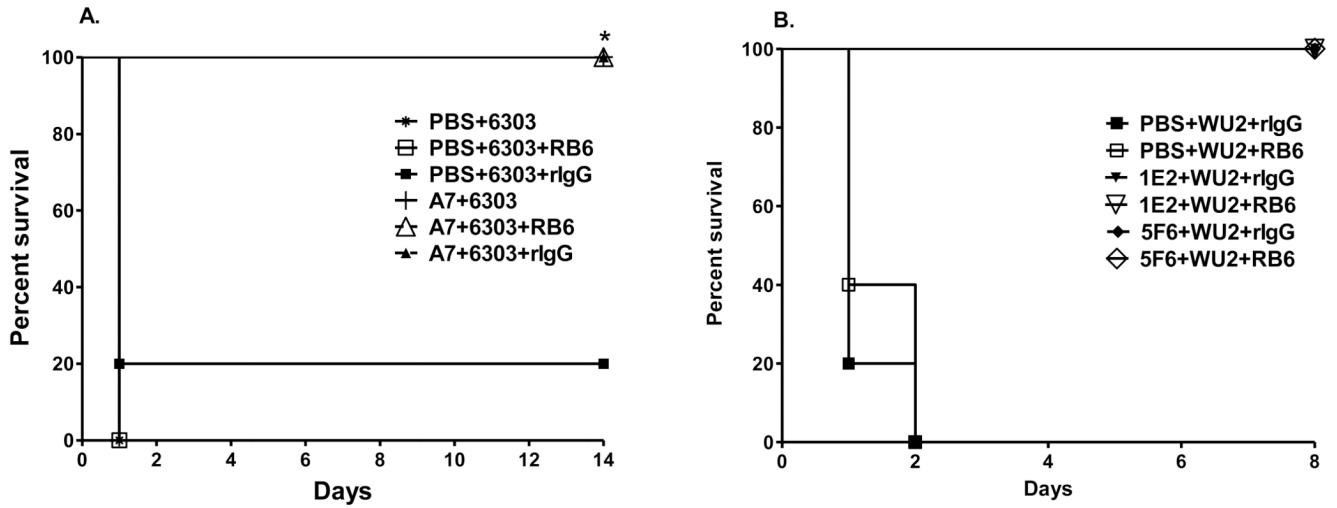 A.
*
100
80
60
40
20
0
Percent survival
PBS+6303
PBS+6303+RB6
PBS+6303+rIgG
A7+6303
A7+6303+RB6
A7+6303+rIgG
0 2 4 6 8 10 12 14
Days
B.
100
80
60
40
20
0
Percent survival
PBS+WU2+rIgG
PBS+WU2+RB6
1E2+WU2+rIgG
1E2+WU2+RB6
5F6+WU2+rIgG
5F6+WU2+RB6
0 2 4 6 8
Days